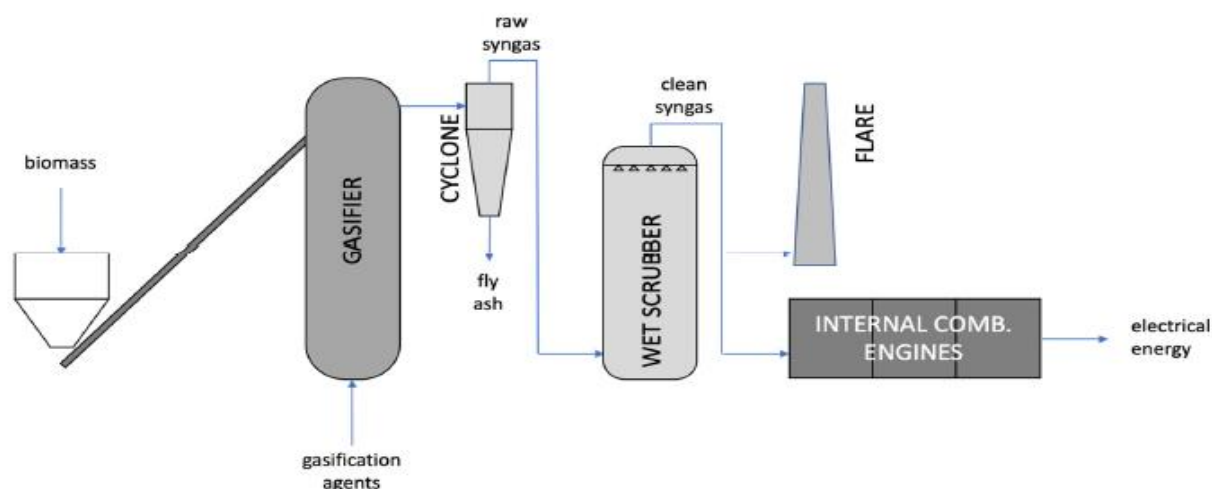 raw
syngas
clean
syngas
biomass
GASIFIER
CYCLONE
fly
ash
WET SCRUBBER
FLARE
INTERNAL COMB.
ENGINES
electrical
energy
gasification
agents